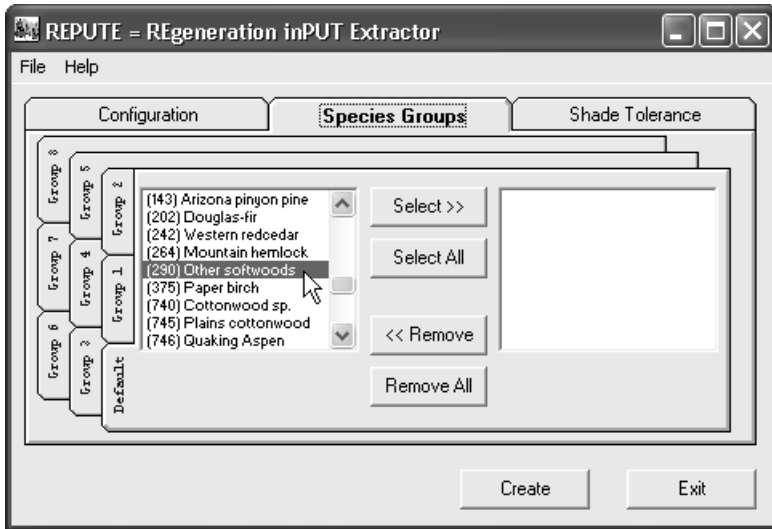 REPUTE = REgeneration inPUT Extractor
File Help
Configuration
Species Groups
Shade Tolerance
Group 8
Group 7
Group 6
Group 5
Group 4
Group 3
Group 2
Group 1
Default
(143) Arizona pinyon pine
(202) Douglas-fir
(242) Western redcedar
(264) Mountain hemlock
(290) Other softwoods
(375) Paper birch
(740) Cottonwood sp.
(745) Plains cottonwood
(746) Quaking Aspen
Select >>
Select All
<< Remove
Remove All
Create
Exit